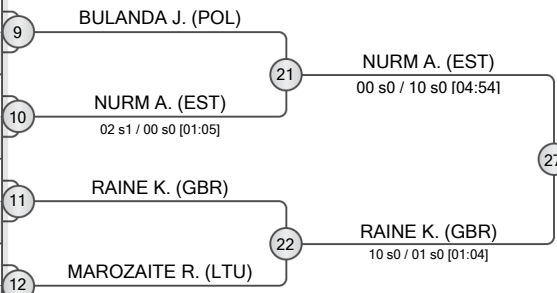 BULANDA J. (POL)
9
21
NURM A. (EST)
00 s0 / 10 s0 [04:54]
NURM A. (EST)
10
02 s1 / 00 s0 [01:05]
27
RAINE K. (GBR)
11
22
RAINE K. (GBR)
10 s0 / 01 s0 [01:04]
MAROZAITE R. (LTU)
12